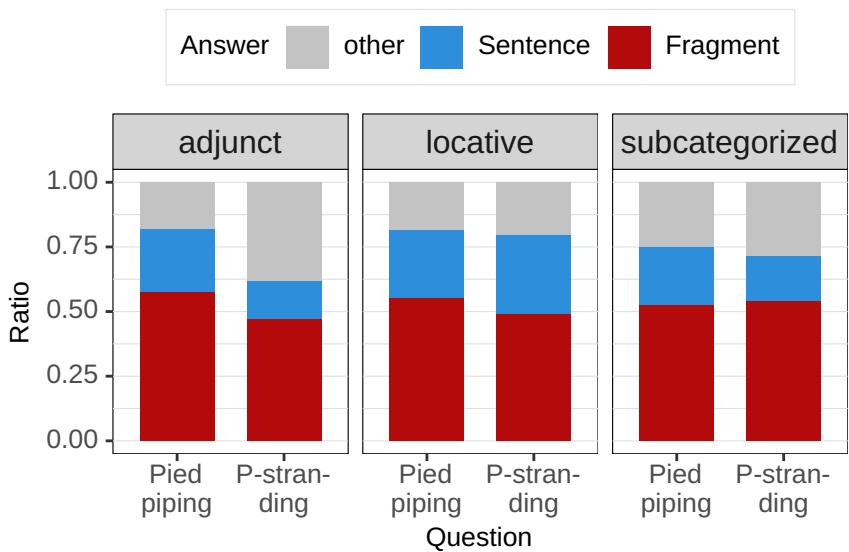 Answer other Sentence Fragment
adjunct locative subcategorized
1.00
0.75
0.50
0.25
0.00
Ratio
Pied piping P-stran-ding Pied piping P-stran-ding Pied piping P-stran-ding
Question